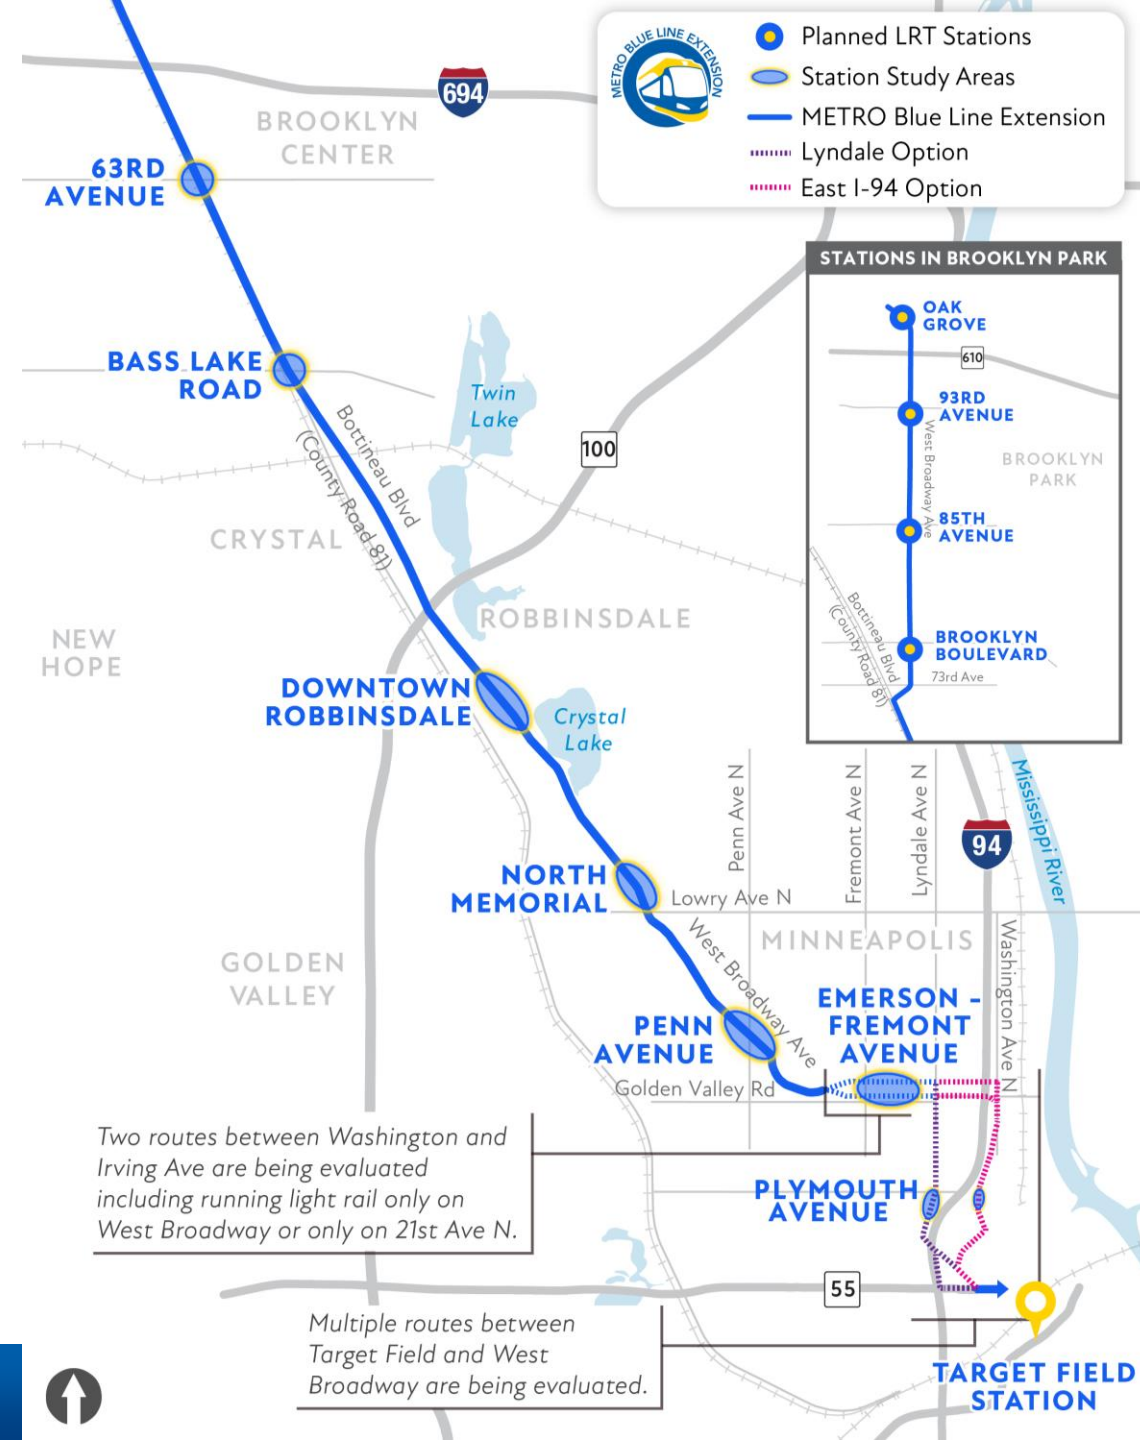 METRO BLUE LINE EXTENSION
Planned LRT Stations
Station Study Areas
METRO Blue Line Extension
Lyndale Option
East I-94 Option
694
BROOKLYN
CENTER
63RD
AVENUE
STATIONS IN BROOKLYN PARK
OAK
GROVE
610
93RD
AVENUE
West Broadway Ave
BROOKLYN
PARK
85TH
AVENUE
Bottineau Blvd
(County Road 81)
BROOKLYN
BOULEVARD
73rd Ave
BASS LAKE
ROAD
Twin
Lake
Bottineau Blvd
(County Road 81)
100
CRYSTAL
ROBBINSDALE
NEW
HOPE
DOWNTOWN
ROBBINSDALE
Crystal
Lake
Penn Ave N
Fremont Ave N
Lyndale Ave N
94
Mississippi River
NORTH
MEMORIAL
Lowry Ave N
West Broadway Ave
MINNEAPOLIS
Washington Ave N
GOLDEN
VALLEY
EMERSON -
FREMONT
AVENUE
PENN
AVENUE
Golden Valley Rd
Two routes between Washington and
Irving Ave are being evaluated
including running light rail only on
West Broadway or only on 21st Ave N.
PLYMOUTH
AVENUE
55
Multiple routes between
Target Field and West
Broadway are being evaluated.
TARGET FIELD
STATION